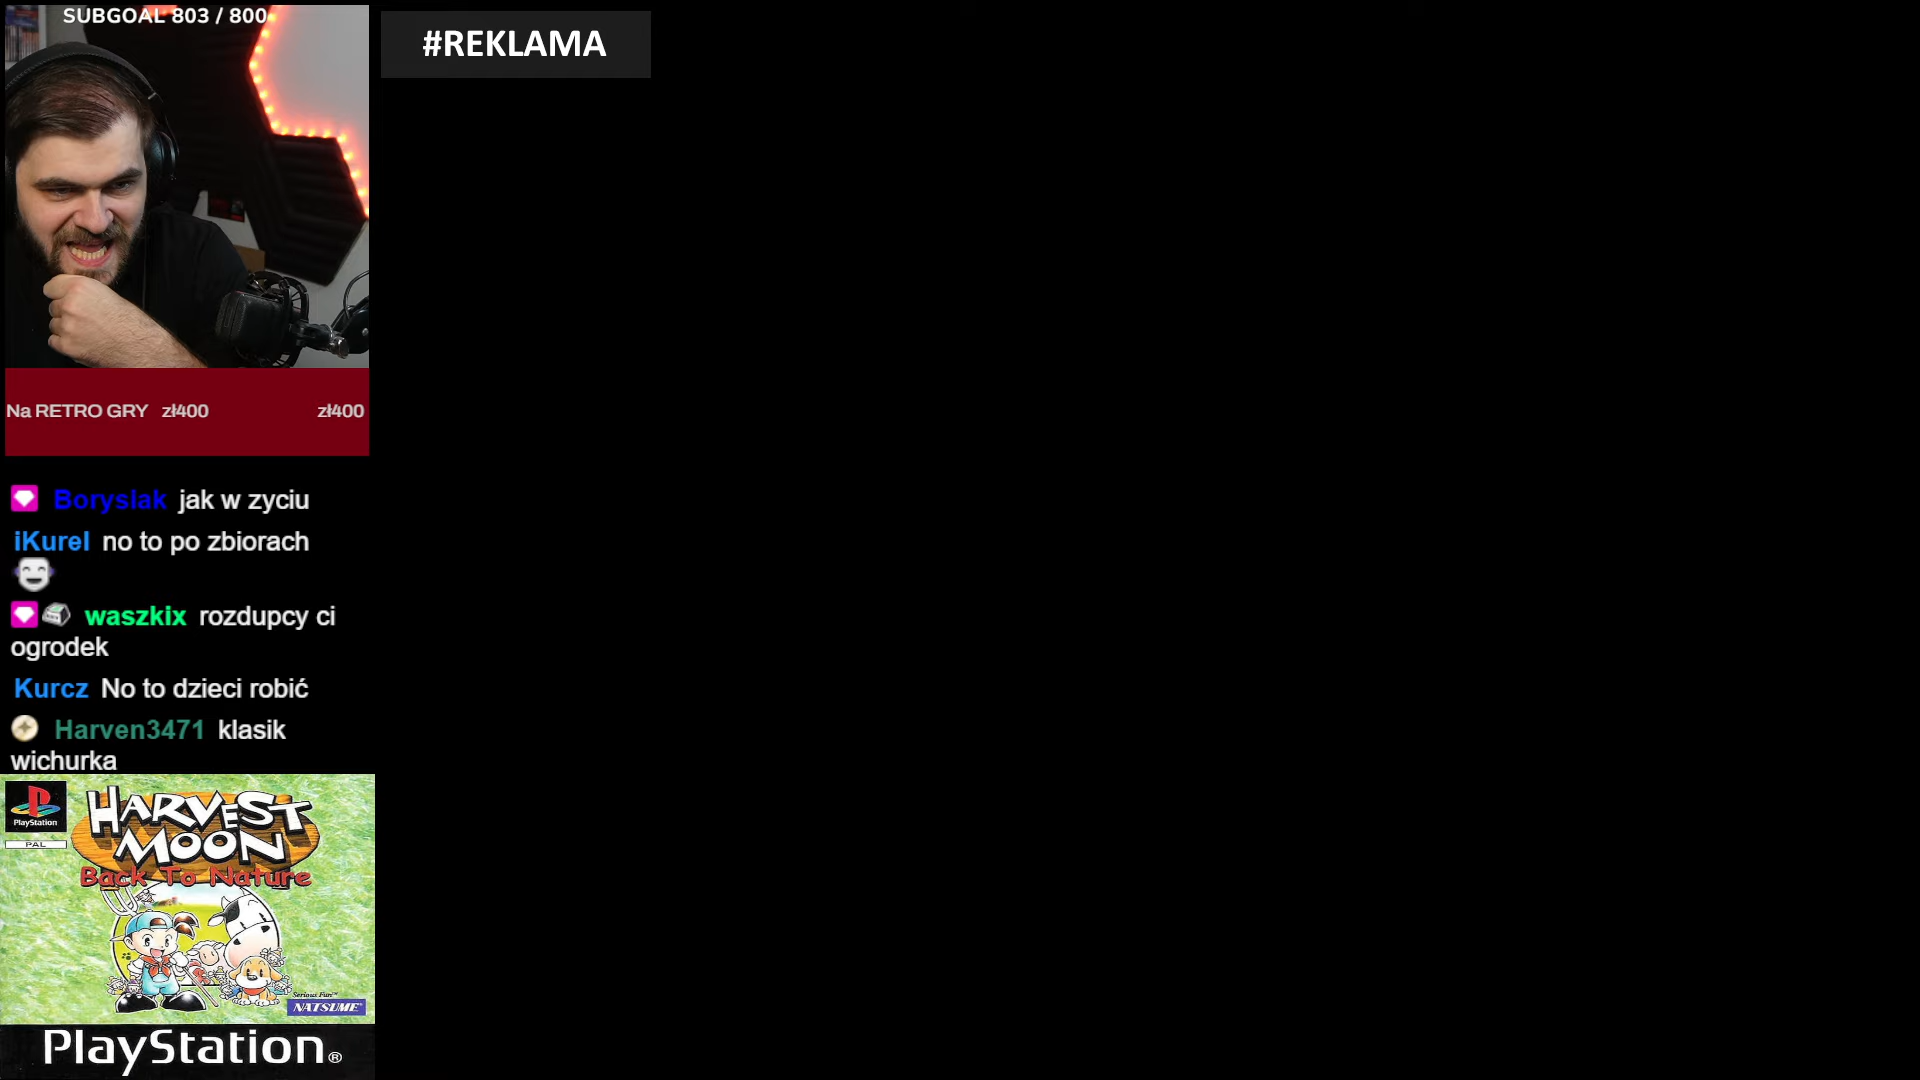 SUBGOAL 803 / 800
#REKLAMA
Na RETRO GRY zł400 zł400
Boryslak jak w zyciu
iKurel no to po zbiorach
waszkix rozdupcy ci
ogrodek
Kurcz No to dzieci robić
Harven3471 klasik
wichurka
PlayStation
PAL
HARVEST
MOON
Back To Nature
Serious Fun™
NATSUME®
PlayStation®